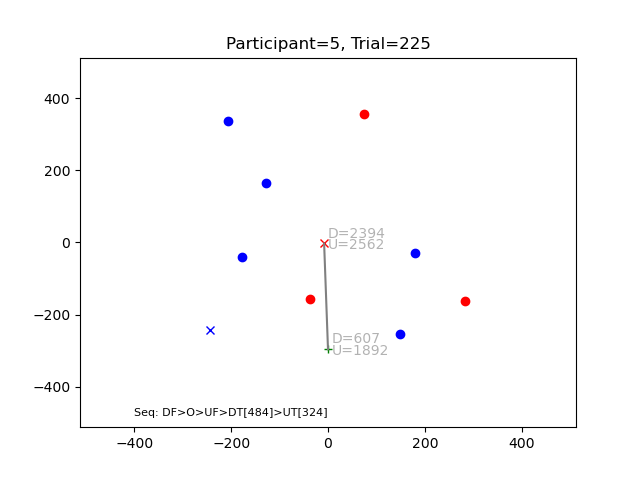 Participant=5, Trial=225
400
200
0
−200
−400
D=2394
U=2562
D=607
U=1892
Seq: DF>O>UF>DT[484]>UT[324]
−400
−200
0
200
400